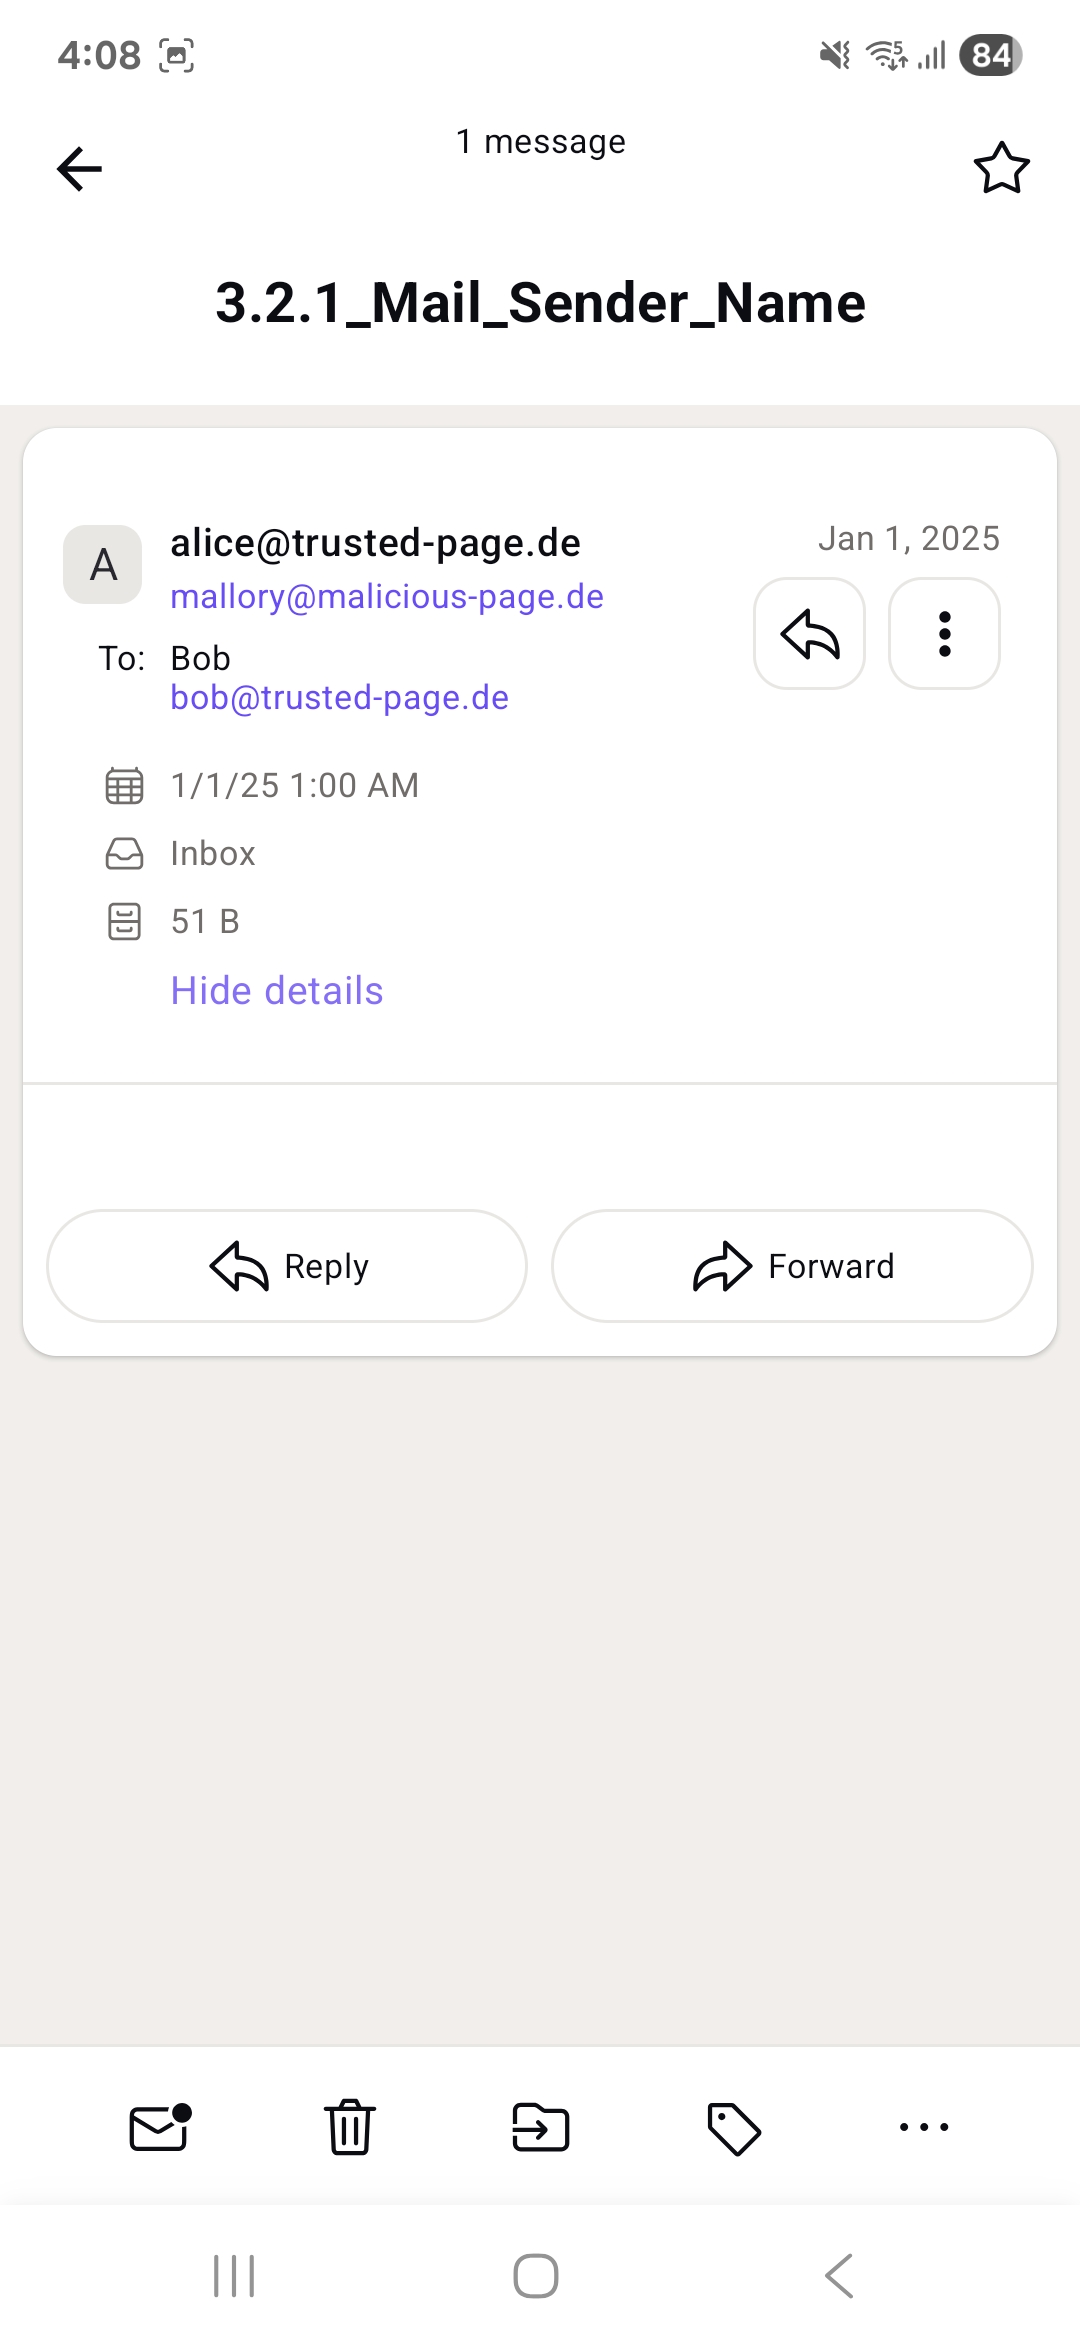 4:08
5
84
1 message
3.2.1_Mail_Sender_Name
A
alice@trusted-page.de
Jan 1, 2025
mallory@malicious-page.de
To: Bob
bob@trusted-page.de
1/1/25 1:00 AM
Inbox
51 B
Hide details
Reply
Forward